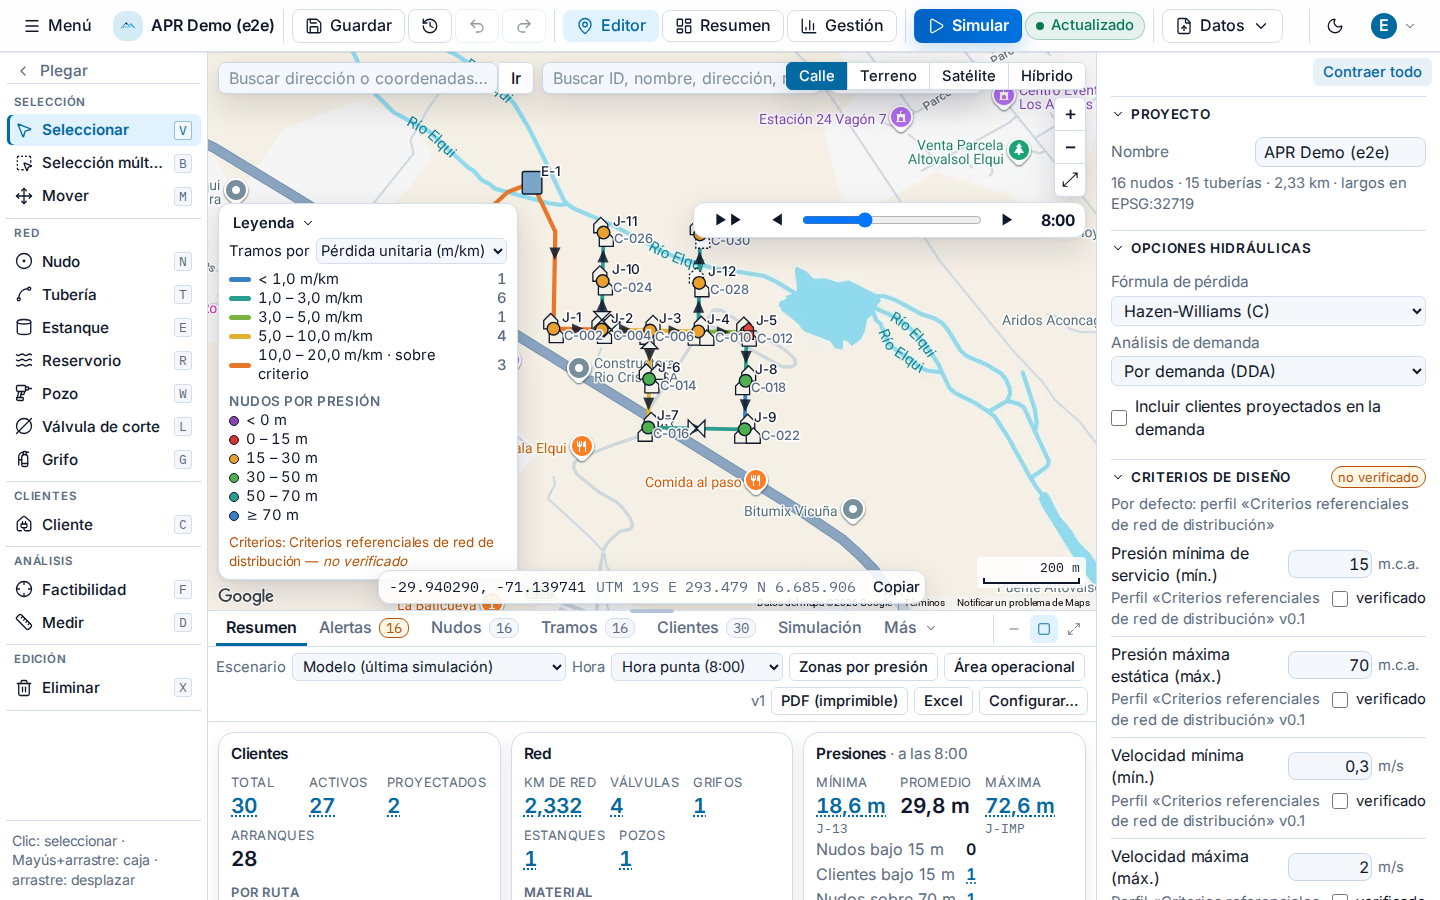 Menú
APR Demo (e2e)
Guardar
Editor
Resumen
Gestión
Simular
Actualizado
Datos
E
Plegar
SELECCIÓN
Seleccionar V
Selección múlt... B
Mover M
RED
Nudo N
Tubería T
Estanque E
Reservorio R
Pozo W
Válvula de corte L
Grifo G
CLIENTES
Cliente C
ANÁLISIS
Factibilidad F
Medir D
EDICIÓN
Eliminar X
Clic: seleccionar ·
Mayús+arrastre: caja ·
arrastre: desplazar
Buscar dirección o coordenadas...
Ir
Buscar ID, nombre, dirección,
Calle
Terreno
Satélite
Híbrido
Río Elqui
Estación 24 Vagón 7
Venta Parcela
Altovalsol Elqui
+
−
8:00
E-1
J-11
C-026
C-030
Río Elqui
J-10
C-024
J-12
C-028
J-1
C-002
J-2
C-004
J-3
C-006
J-4
C-010
J-5
C-012
J-6
C-014
J-8
C-018
J-7
C-016
J-9
C-022
Río Elqui
Río Elqui
Comida al paso
Bitumix Vicuña
Leyenda
Tramos por Pérdida unitaria (m/km)
< 1,0 m/km 1
1,0 – 3,0 m/km 6
3,0 – 5,0 m/km 1
5,0 – 10,0 m/km 4
10,0 – 20,0 m/km · sobre
criterio 3
NUDOS POR PRESIÓN
< 0 m
0 – 15 m
15 – 30 m
30 – 50 m
50 – 70 m
≥ 70 m
Criterios: Criterios referenciales de red de
distribución — no verificado
200 m
-29.940290, -71.139741 UTM 19S E 293.479 N 6.685.906 Copiar
Google
Términos
Notificar un problema de Maps
Resumen
Alertas 16
Nudos 16
Tramos 16
Clientes 30
Simulación
Más
Escenario Modelo (última simulación)
Hora Hora punta (8:00)
Zonas por presión
Área operacional
v1
PDF (imprimible)
Excel
Configurar...
Clientes
TOTAL ACTIVOS PROYECTADOS
30 27 2
ARRANQUES
28
POR RUTA
Red
KM DE RED VÁLVULAS GRIFOS
2,332 4 1
ESTANQUES POZOS
1 1
MATERIAL
Presiones · a las 8:00
MÍNIMA PROMEDIO MÁXIMA
18,6 m 29,8 m 72,6 m
J-13 J-IMP
Nudos bajo 15 m 0
Clientes bajo 15 m 1
Nudos sobre 70 m 1
Contraer todo
PROYECTO
Nombre APR Demo (e2e)
16 nudos · 15 tuberías · 2,33 km · largos en
EPSG:32719
OPCIONES HIDRÁULICAS
Fórmula de pérdida
Hazen-Williams (C)
Análisis de demanda
Por demanda (DDA)
Incluir clientes proyectados en la
demanda
CRITERIOS DE DISEÑO no verificado
Por defecto: perfil «Criterios referenciales
de red de distribución»
Presión mínima de
servicio (mín.) 15 m.c.a.
Perfil «Criterios referenciales
de red de distribución» v0.1 verificado
Presión máxima
estática (máx.) 70 m.c.a.
Perfil «Criterios referenciales
de red de distribución» v0.1 verificado
Velocidad mínima
(mín.) 0,3 m/s
Perfil «Criterios referenciales
de red de distribución» v0.1 verificado
Velocidad máxima
(máx.) 2 m/s